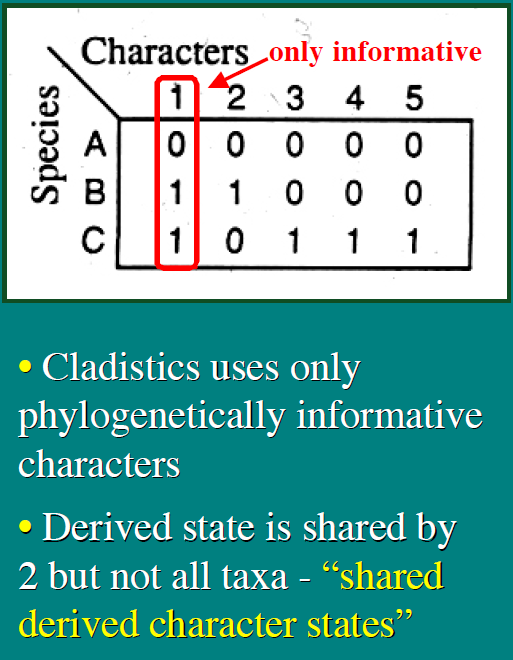 Characters only informative
Species
1 2 3 4 5
A 0 0 0 0 0
B 1 1 0 0 0
C 1 0 1 1 1
• Cladistics uses only
phylogenetically informative
characters
• Derived state is shared by
2 but not all taxa - “shared
derived character states”